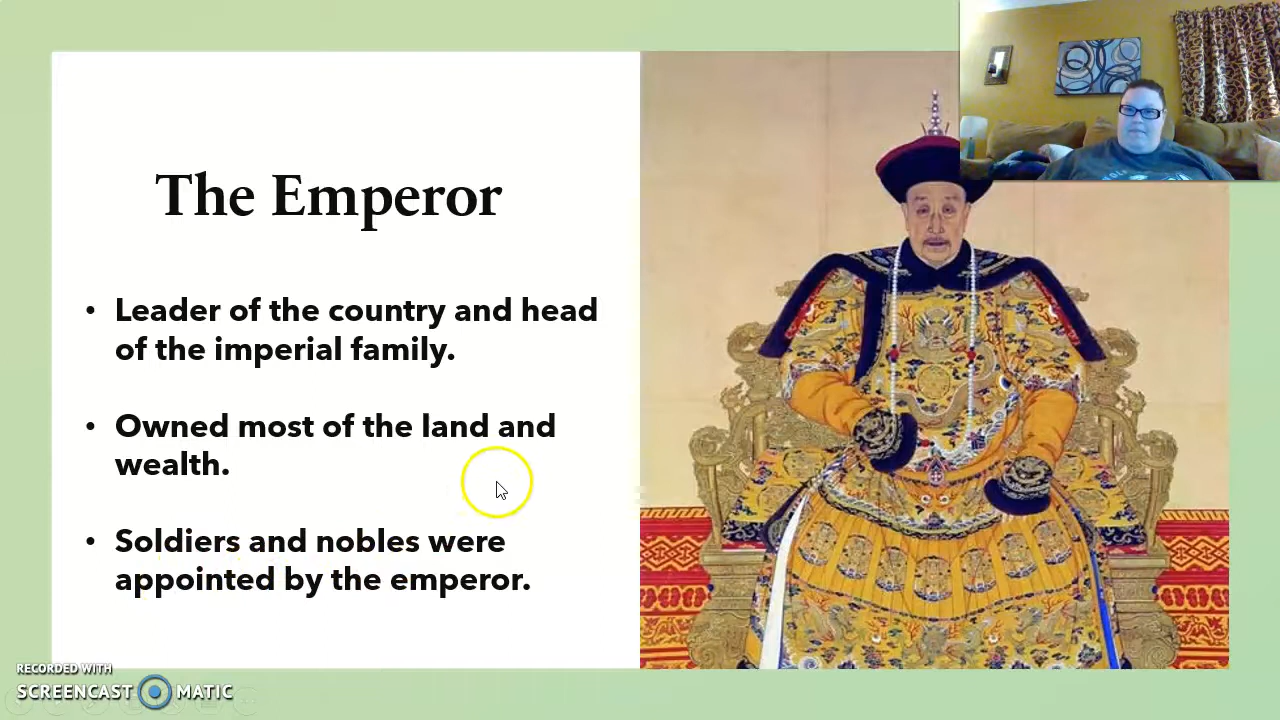 The Emperor
• Leader of the country and head
of the imperial family.
• Owned most of the land and
wealth.
• Soldiers and nobles were
appointed by the emperor.
RECORDED WITH
SCREENCAST MATIC